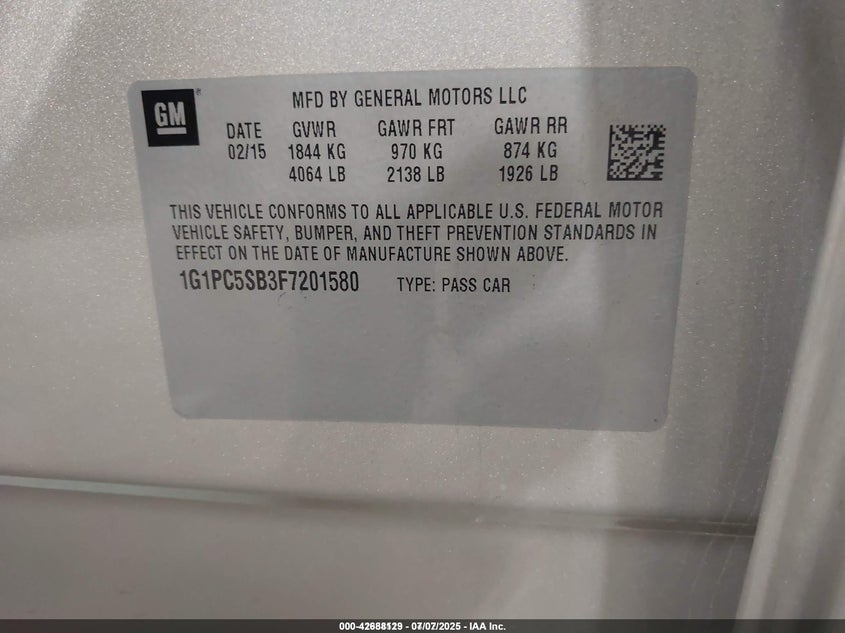 GM
MFD BY GENERAL MOTORS LLC
DATE GVWR GAWR FRT GAWR RR
02/15 1844 KG 970 KG 874 KG
4064 LB 2138 LB 1926 LB
THIS VEHICLE CONFORMS TO ALL APPLICABLE U.S. FEDERAL MOTOR
VEHICLE SAFETY, BUMPER, AND THEFT PREVENTION STANDARDS IN
EFFECT ON THE DATE OF MANUFACTURE SHOWN ABOVE.
1G1PC5SB3F7201580 TYPE: PASS CAR
07/07/2025 - IAA Inc.